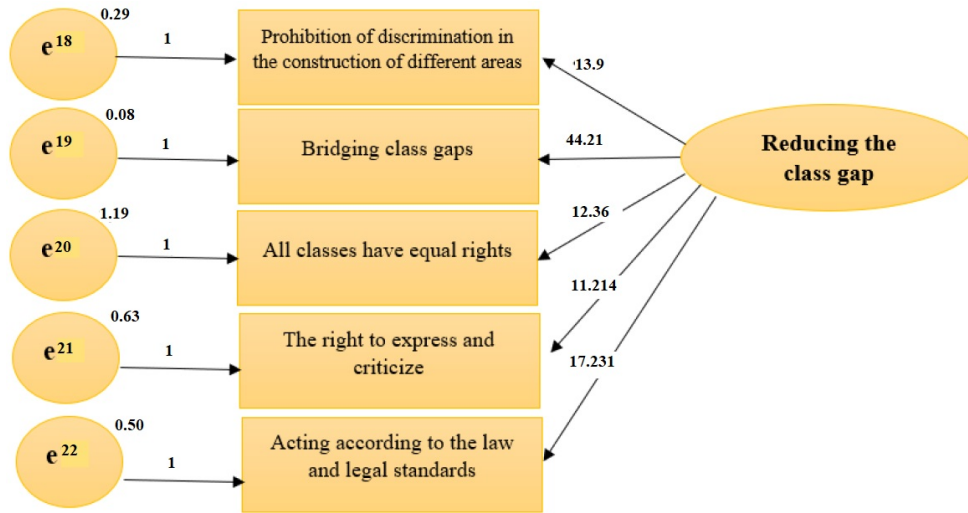 0.29
e18
1
Prohibition of discrimination in
the construction of different areas
'13.9
0.08
e19
1
Bridging class gaps
44.21
Reducing the
class gap
1.19
e20
1
All classes have equal rights
12.36
0.63
e21
1
The right to express and
criticize
11.214
17.231
0.50
e22
1
Acting according to the law
and legal standards